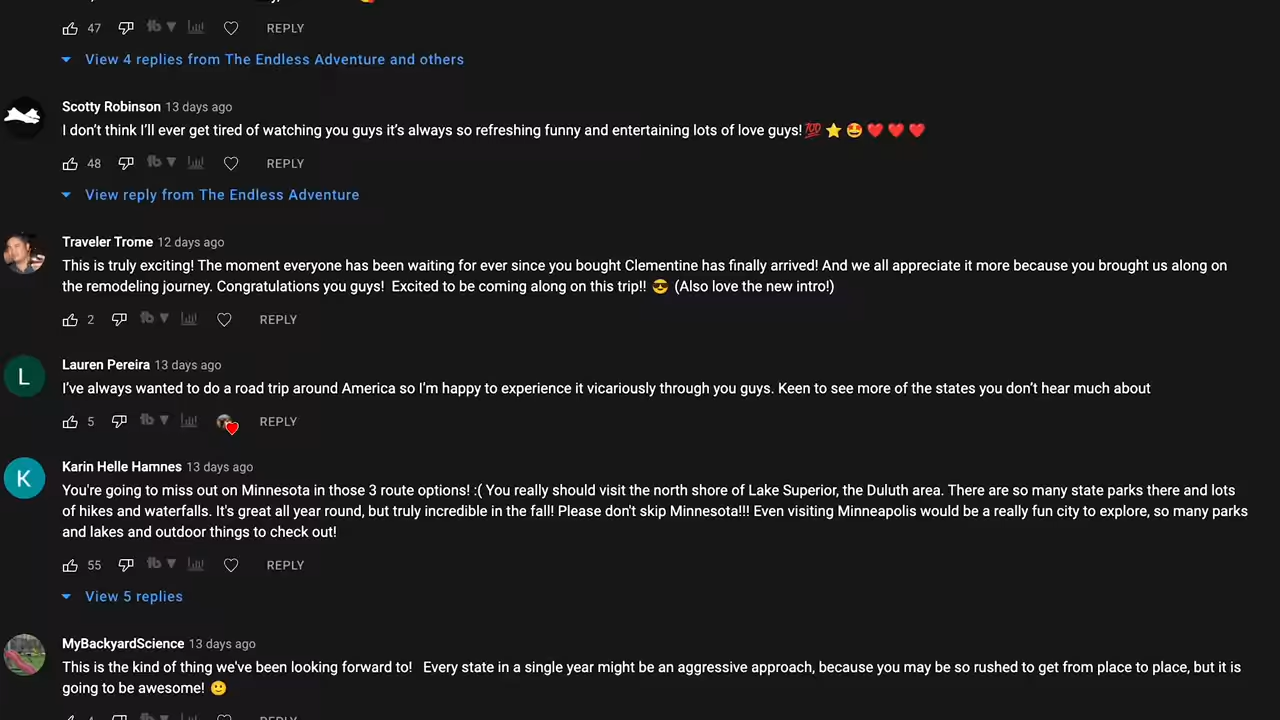 47 REPLY
View 4 replies from The Endless Adventure and others
Scotty Robinson 13 days ago
I don’t think I’ll ever get tired of watching you guys it’s always so refreshing funny and entertaining lots of love guys!💯 ⭐ 🤩 ❤️ ❤️ ❤️
48 REPLY
View reply from The Endless Adventure
Traveler Trome 12 days ago
This is truly exciting! The moment everyone has been waiting for ever since you bought Clementine has finally arrived! And we all appreciate it more because you brought us along on
the remodeling journey. Congratulations you guys! Excited to be coming along on this trip!! 😎 (Also love the new intro!)
2 REPLY
L
Lauren Pereira 13 days ago
I’ve always wanted to do a road trip around America so I’m happy to experience it vicariously through you guys. Keen to see more of the states you don’t hear much about
5 REPLY
K
Karin Helle Hamnes 13 days ago
You're going to miss out on Minnesota in those 3 route options! :( You really should visit the north shore of Lake Superior, the Duluth area. There are so many state parks there and lots
of hikes and waterfalls. It's great all year round, but truly incredible in the fall! Please don't skip Minnesota!!! Even visiting Minneapolis would be a really fun city to explore, so many parks
and lakes and outdoor things to check out!
55 REPLY
View 5 replies
MyBackyardScience 13 days ago
This is the kind of thing we've been looking forward to! Every state in a single year might be an aggressive approach, because you may be so rushed to get from place to place, but it is
going to be awesome! 🙂
REPLY